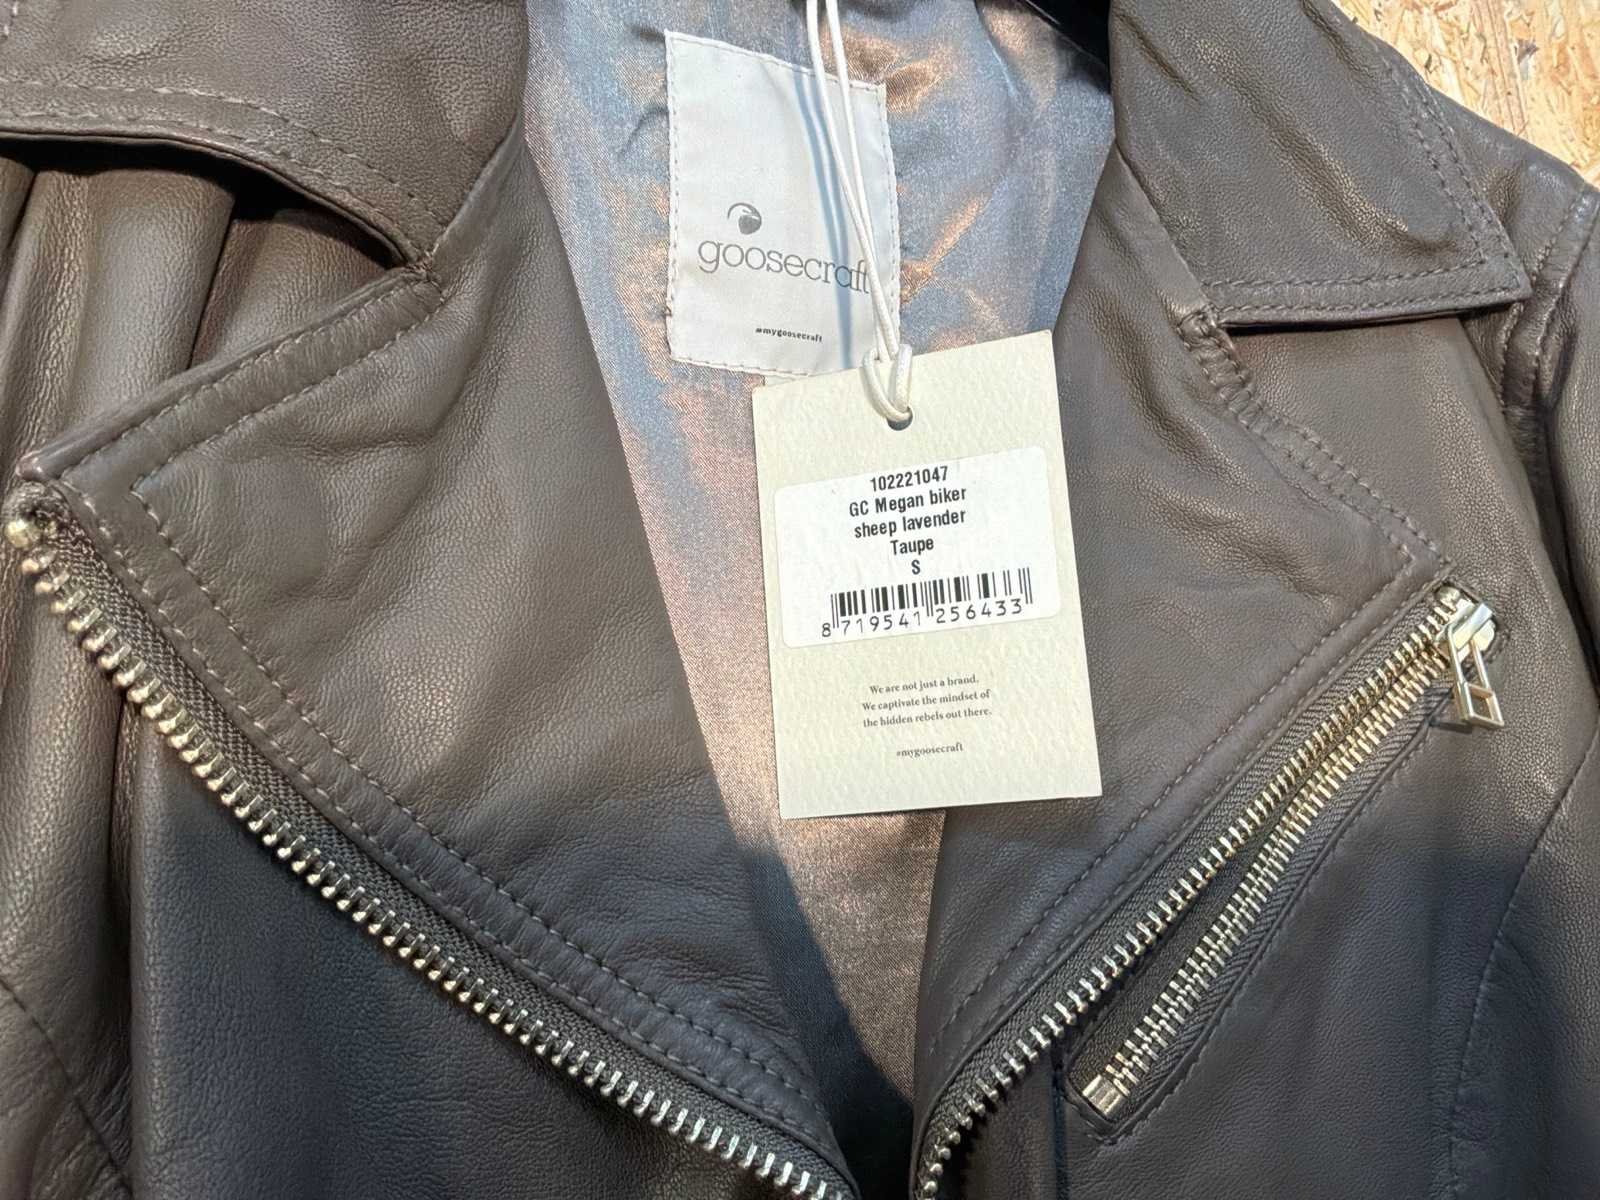 goosecraft
#mygoosecraft
102221047
GC Megan biker
sheep lavender
Taupe
S
8 719541 256433
We are not just a brand.
We captivate the mindset of
the hidden rebels out there.
#mygoosecraft